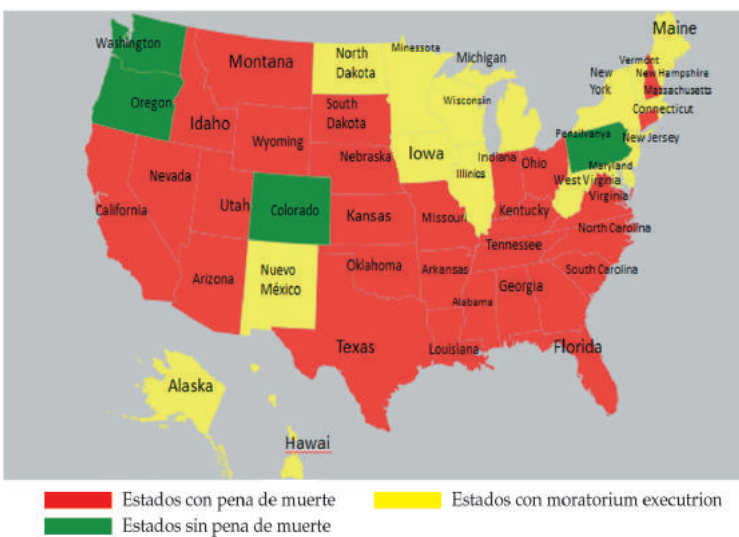 Maine
Washington
Montana
North
Dakota
Minessota
Michigan
Vermont
New Hampshire
New
York
Massachusetts
Connecticut
Oregon
Idaho
South
Dakota
Wisconsin
Wyoming
Pensilvanya
New Jersey
Nebraska
Iowa
Indiana
Ohio
Maryland
Illinios
West Virginia
Nevada
Virginia
California
Utah
Colorado
Kansas
Missouri
Kentucky
North Carolina
Tennessee
Arizona
Nuevo
México
Oklahoma
Arkansas
South Carolina
Georgia
Alabama
Texas
Louisiana
Florida
Alaska
Hawai
Estados con pena de muerte
Estados con moratorium executrion
Estados sin pena de muerte